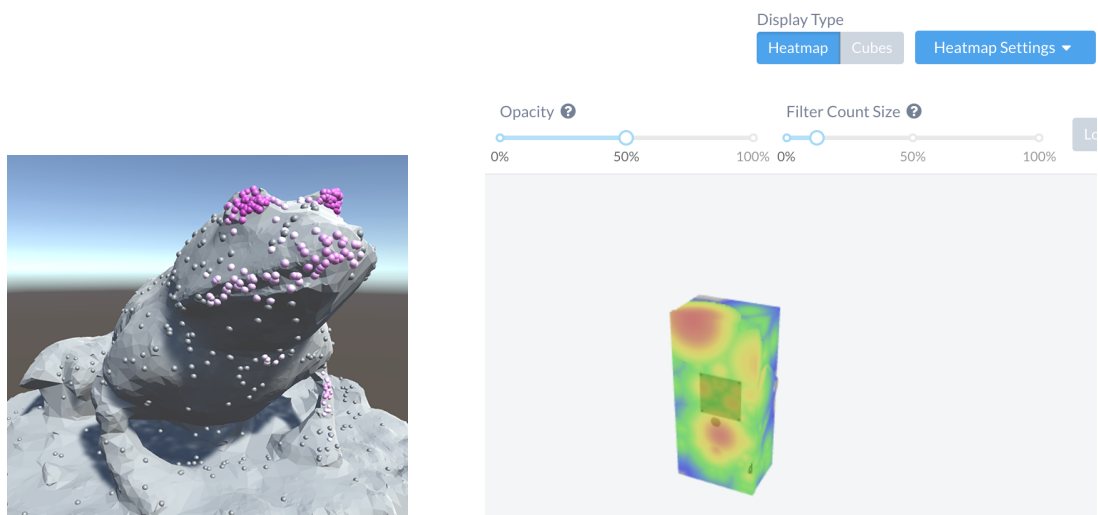 Display Type
Heatmap Cubes Heatmap Settings
Opacity Filter Count Size
0% 50% 100% 0% 50% 100%